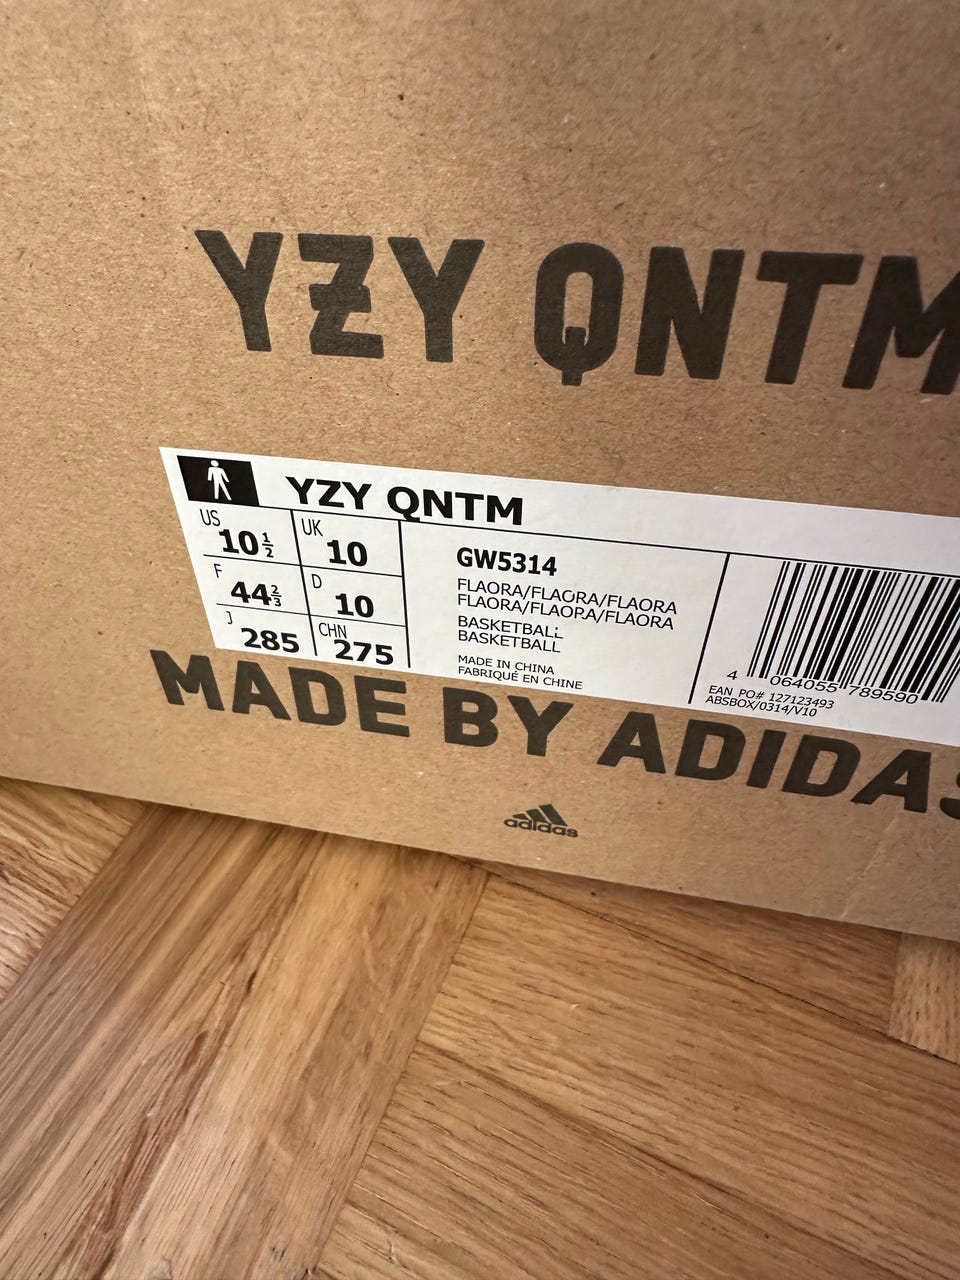 YZY QNTM
YZY QNTM
US 10½ UK 10
F 44⅔ D 10
J 285 CHN 275
GW5314
FLAORA/FLAORA/FLAORA
FLAORA/FLAORA/FLAORA
BASKETBALL
BASKETBALL
MADE IN CHINA
FABRIQUÉ EN CHINE
4 064055 789590
EAN PO# 127123493
ABSBOX/0314/V10
MADE BY ADIDAS
adidas